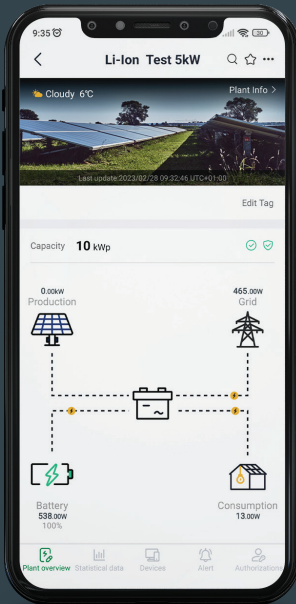 9:35
30
Li-Ion Test 5kW
Cloudy 6℃
Plant Info >
Last update:2023/02/28 09:32:46 UTC+01:00
Edit Tag
Capacity 10 kWp
0.00kW
Production
465.00W
Grid
Battery
538.00W
100%
Consumption
13.00W
Plant overview
Statistical data
Devices
Alert
Authorizations